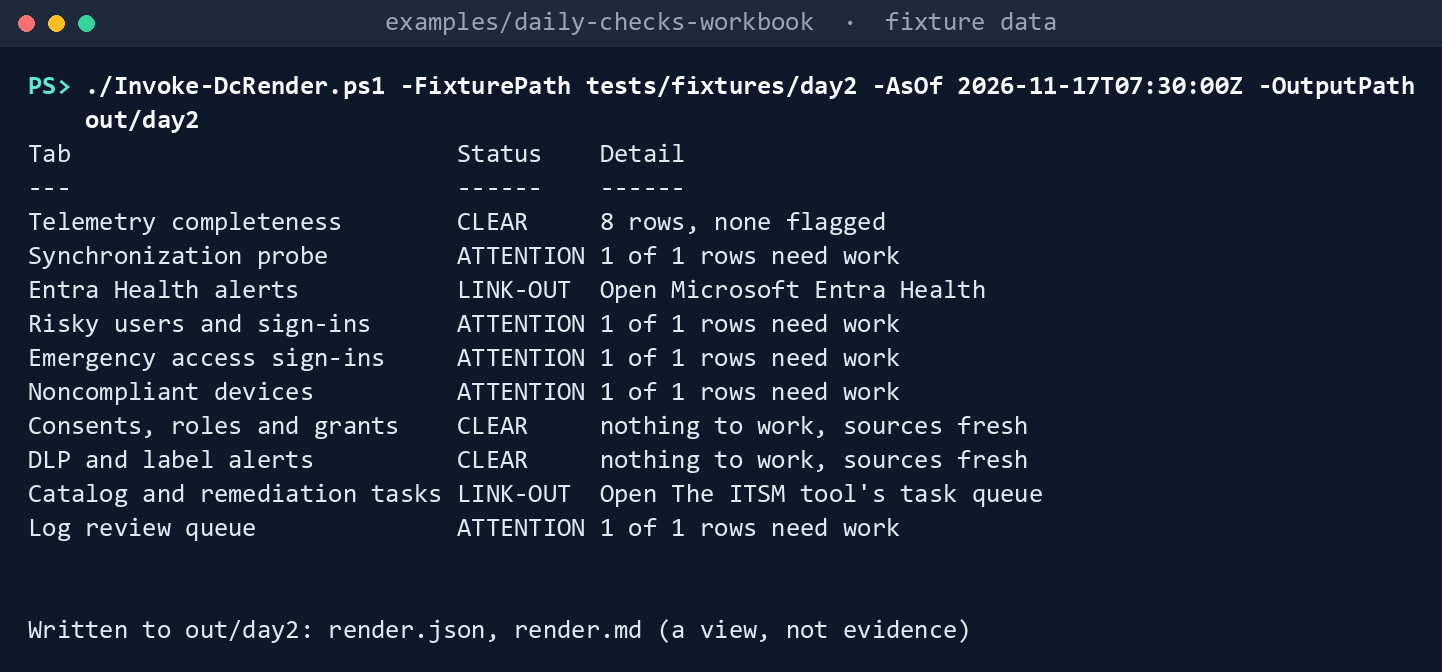 examples/daily-checks-workbook · fixture data
PS> ./Invoke-DcRender.ps1 -FixturePath tests/fixtures/day2 -AsOf 2026-11-17T07:30:00Z -OutputPath
out/day2
Tab Status Detail
--- ------ ------
Telemetry completeness CLEAR 8 rows, none flagged
Synchronization probe ATTENTION 1 of 1 rows need work
Entra Health alerts LINK-OUT Open Microsoft Entra Health
Risky users and sign-ins ATTENTION 1 of 1 rows need work
Emergency access sign-ins ATTENTION 1 of 1 rows need work
Noncompliant devices ATTENTION 1 of 1 rows need work
Consents, roles and grants CLEAR nothing to work, sources fresh
DLP and label alerts CLEAR nothing to work, sources fresh
Catalog and remediation tasks LINK-OUT Open The ITSM tool's task queue
Log review queue ATTENTION 1 of 1 rows need work
Written to out/day2: render.json, render.md (a view, not evidence)